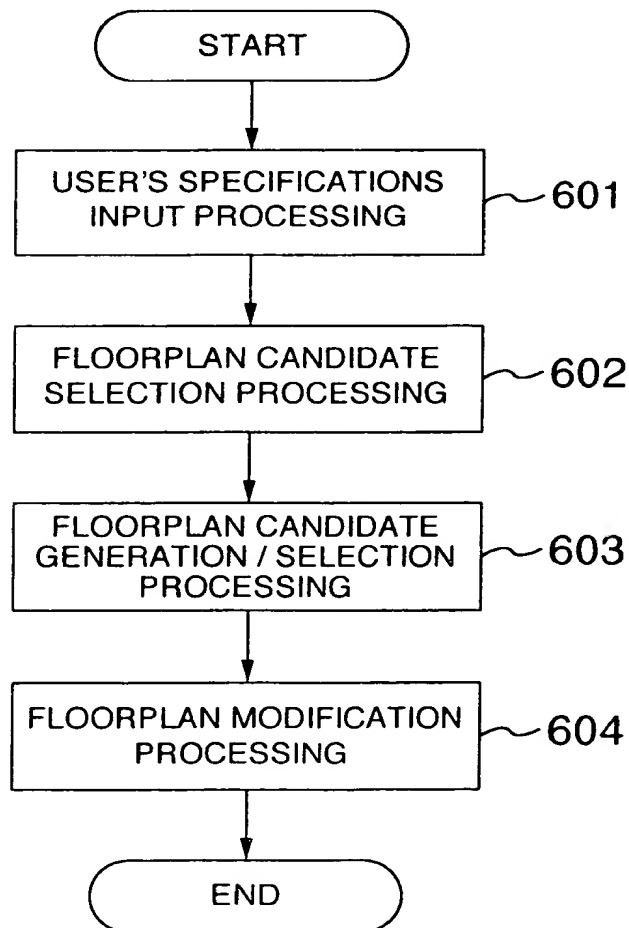 START
USER'S SPECIFICATIONS
INPUT PROCESSING
601
FLOORPLAN CANDIDATE
SELECTION PROCESSING
602
FLOORPLAN CANDIDATE
GENERATION / SELECTION
PROCESSING
603
FLOORPLAN MODIFICATION
PROCESSING
604
END